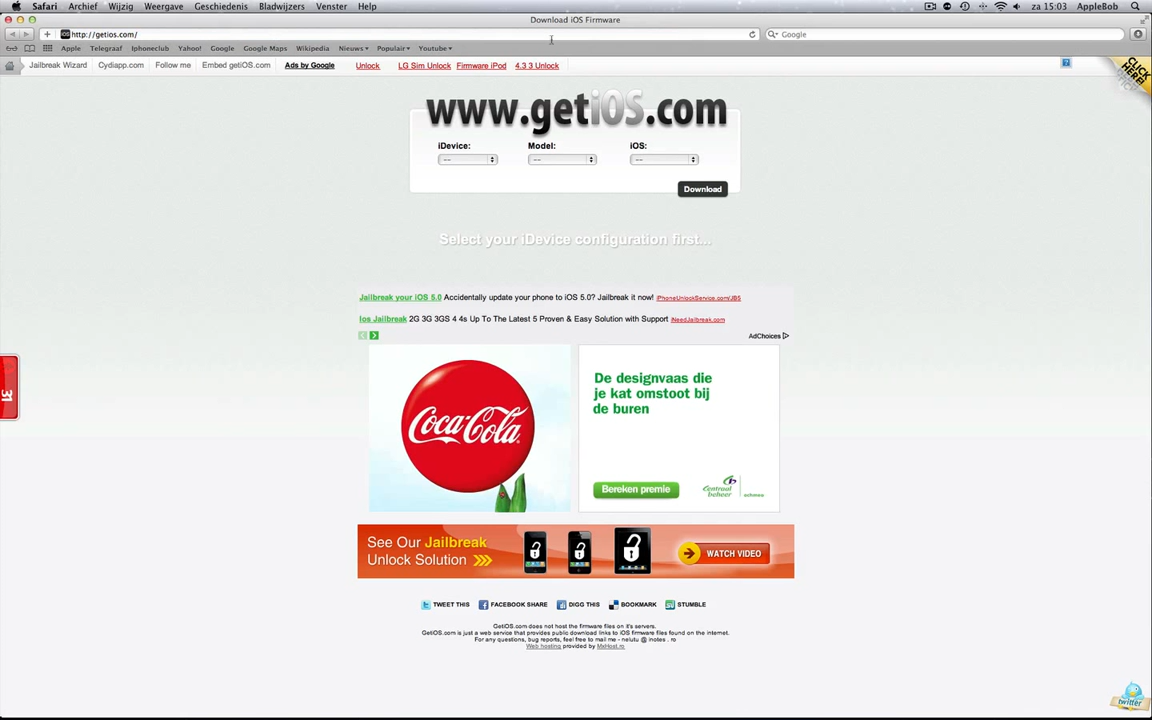 Safari Archief Wijzig Weergave Geschiedenis Bladwijzers Venster Help za 15:03 AppleBob
Download iOS Firmware
http://getios.com/ Google
Apple Telegraaf Iphoneclub Yahoo! Google Google Maps Wikipedia Nieuws Populair Youtube
Jailbreak Wizard Cydiapp.com Follow me Embed getiOS.com Ads by Google Unlock LG Sim Unlock Firmware iPod 4.3 3 Unlock
CLICK HERE!
www.getiOS.com
iDevice: Model: iOS:
-- -- --
Download
Select your iDevice configuration first...
Jailbreak your iOS 5.0 Accidentally update your phone to iOS 5.0? Jailbreak it now! iPhoneUnlockService.com/JB5
Ios Jailbreak 2G 3G 3GS 4 4s Up To The Latest 5 Proven & Easy Solution with Support iNeedJailbreak.com
AdChoices
31
Coca-Cola
De designvaas die
je kat omstoot bij
de buren
Bereken premie
Centraal
beheer
achmea
See Our Jailbreak
Unlock Solution
WATCH VIDEO
TWEET THIS FACEBOOK SHARE DIGG THIS BOOKMARK STUMBLE
GetiOS.com does not host the firmware files on it's servers.
GetiOS.com is just a web service that provides public download links to iOS firmware files found on the internet.
For any questions, bug reports, feel free to mail me - nelutu @ inotes . ro
Web hosting provided by MxHost.ro
twitter